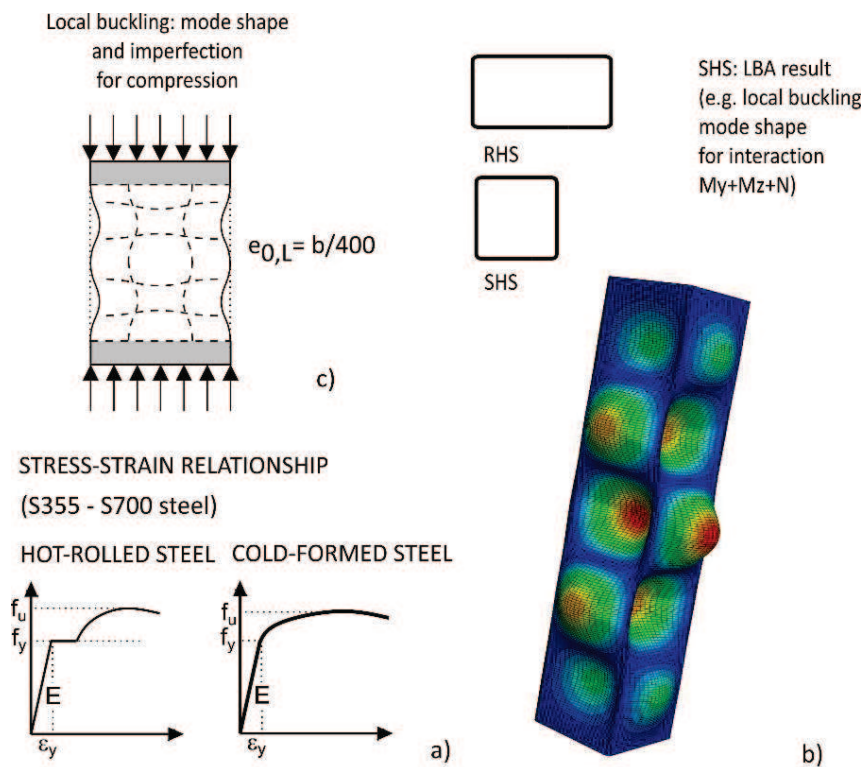 Local buckling: mode shape
and imperfection
for compression
e0,L= b/400
c)
RHS
SHS
SHS: LBA result
(e.g. local buckling
mode shape
for interaction
My+Mz+N)
STRESS-STRAIN RELATIONSHIP
(S355 - S700 steel)
HOT-ROLLED STEEL
COLD-FORMED STEEL
fu
fy
E
εy
fu
fy
E
εy
a)
b)